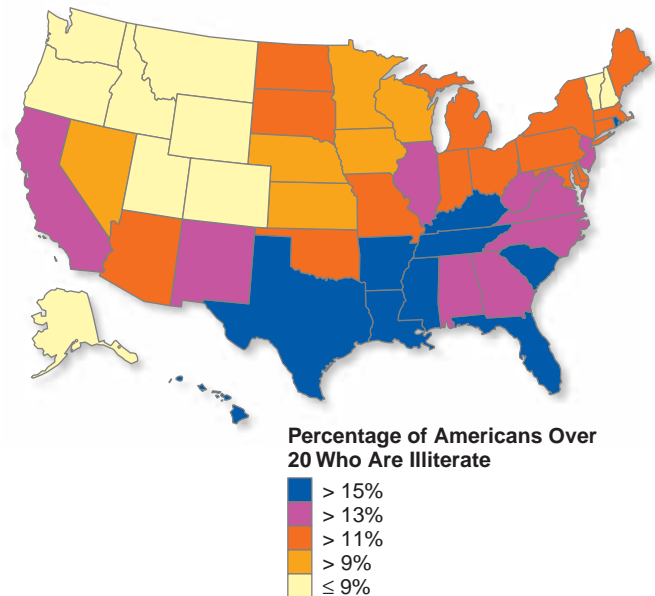 Percentage of Americans Over
20 Who Are Illiterate
> 15%
> 13%
> 11%
> 9%
≤ 9%